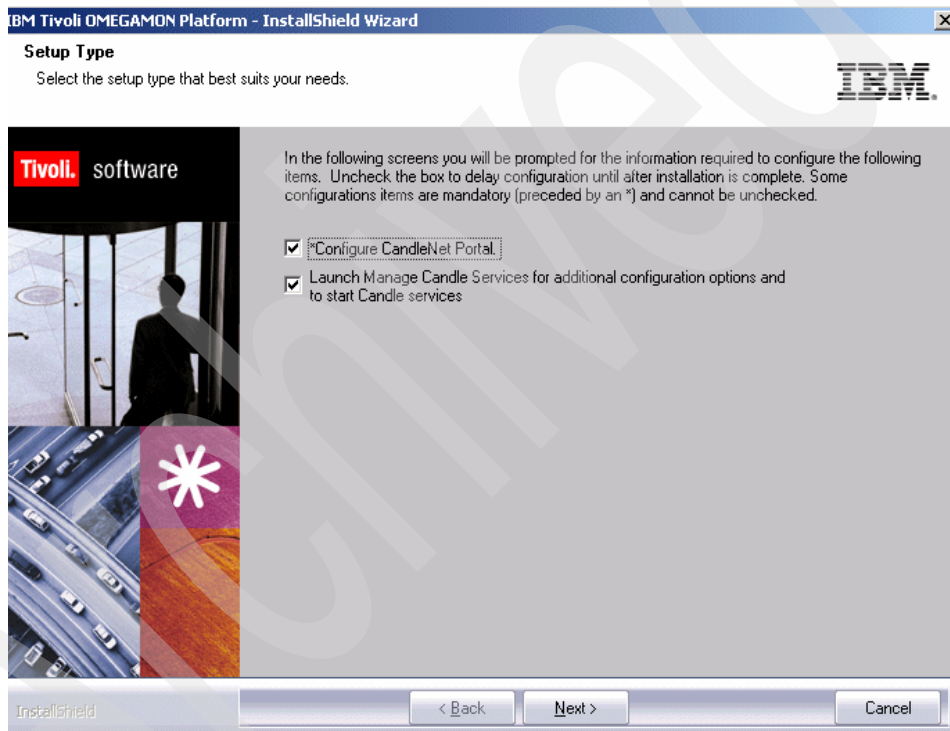 IBM Tivoli OMEGAMON Platform - InstallShield Wizard
Setup Type
Select the setup type that best suits your needs.
IBM.
Tivoli. software
In the following screens you will be prompted for the information required to configure the following
items. Uncheck the box to delay configuration until after installation is complete. Some
configurations items are mandatory (preceded by an *) and cannot be unchecked.
*Configure CandleNet Portal.
Launch Manage Candle Services for additional configuration options and
to start Candle services
InstallShield
< Back
Next >
Cancel